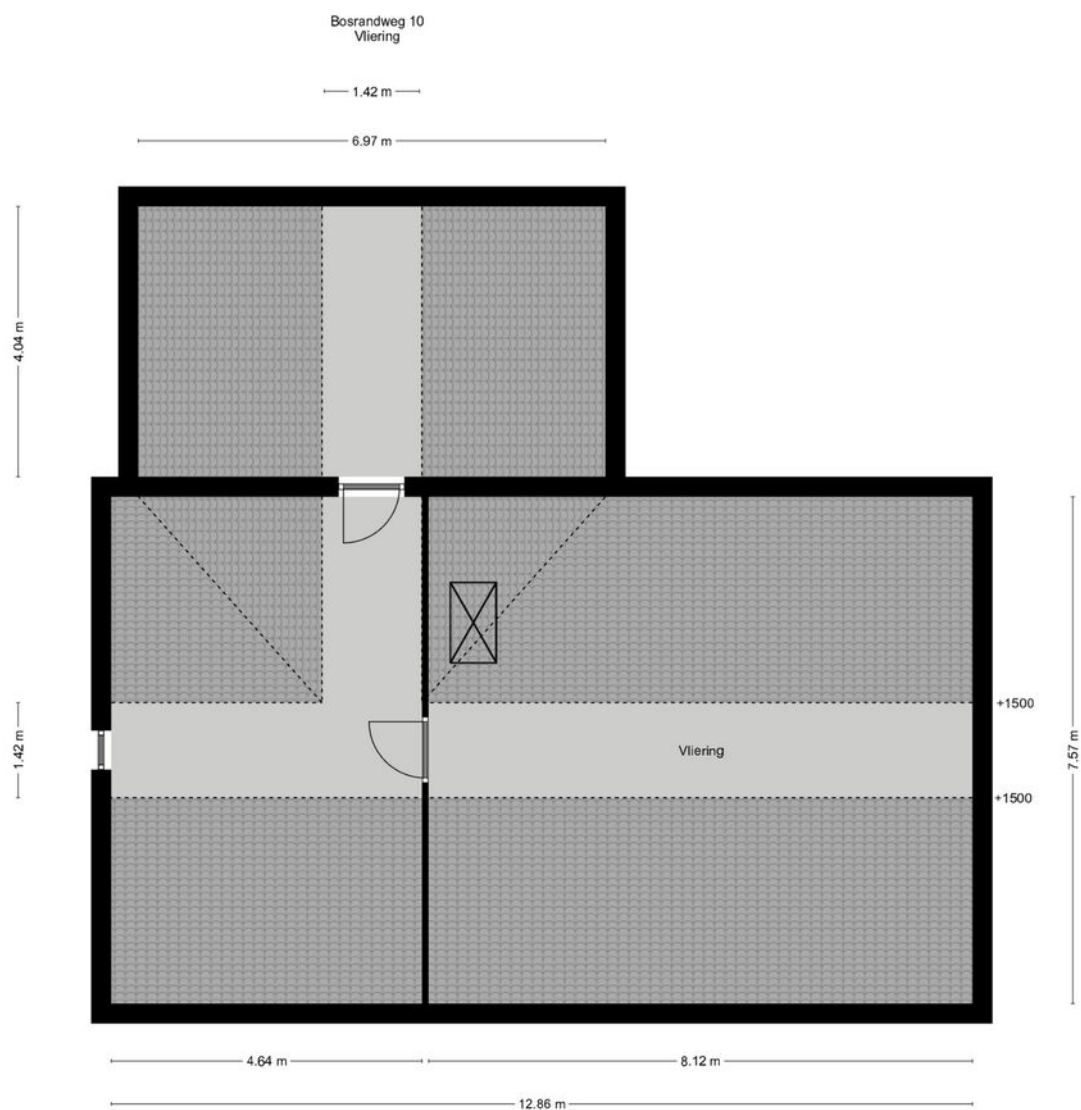 Bosrandweg 10
Vliering
1.42 m
6.97 m
4.04 m
1.42 m
+1500
Vliering
7.57 m
+1500
4.64 m
8.12 m
12.86 m